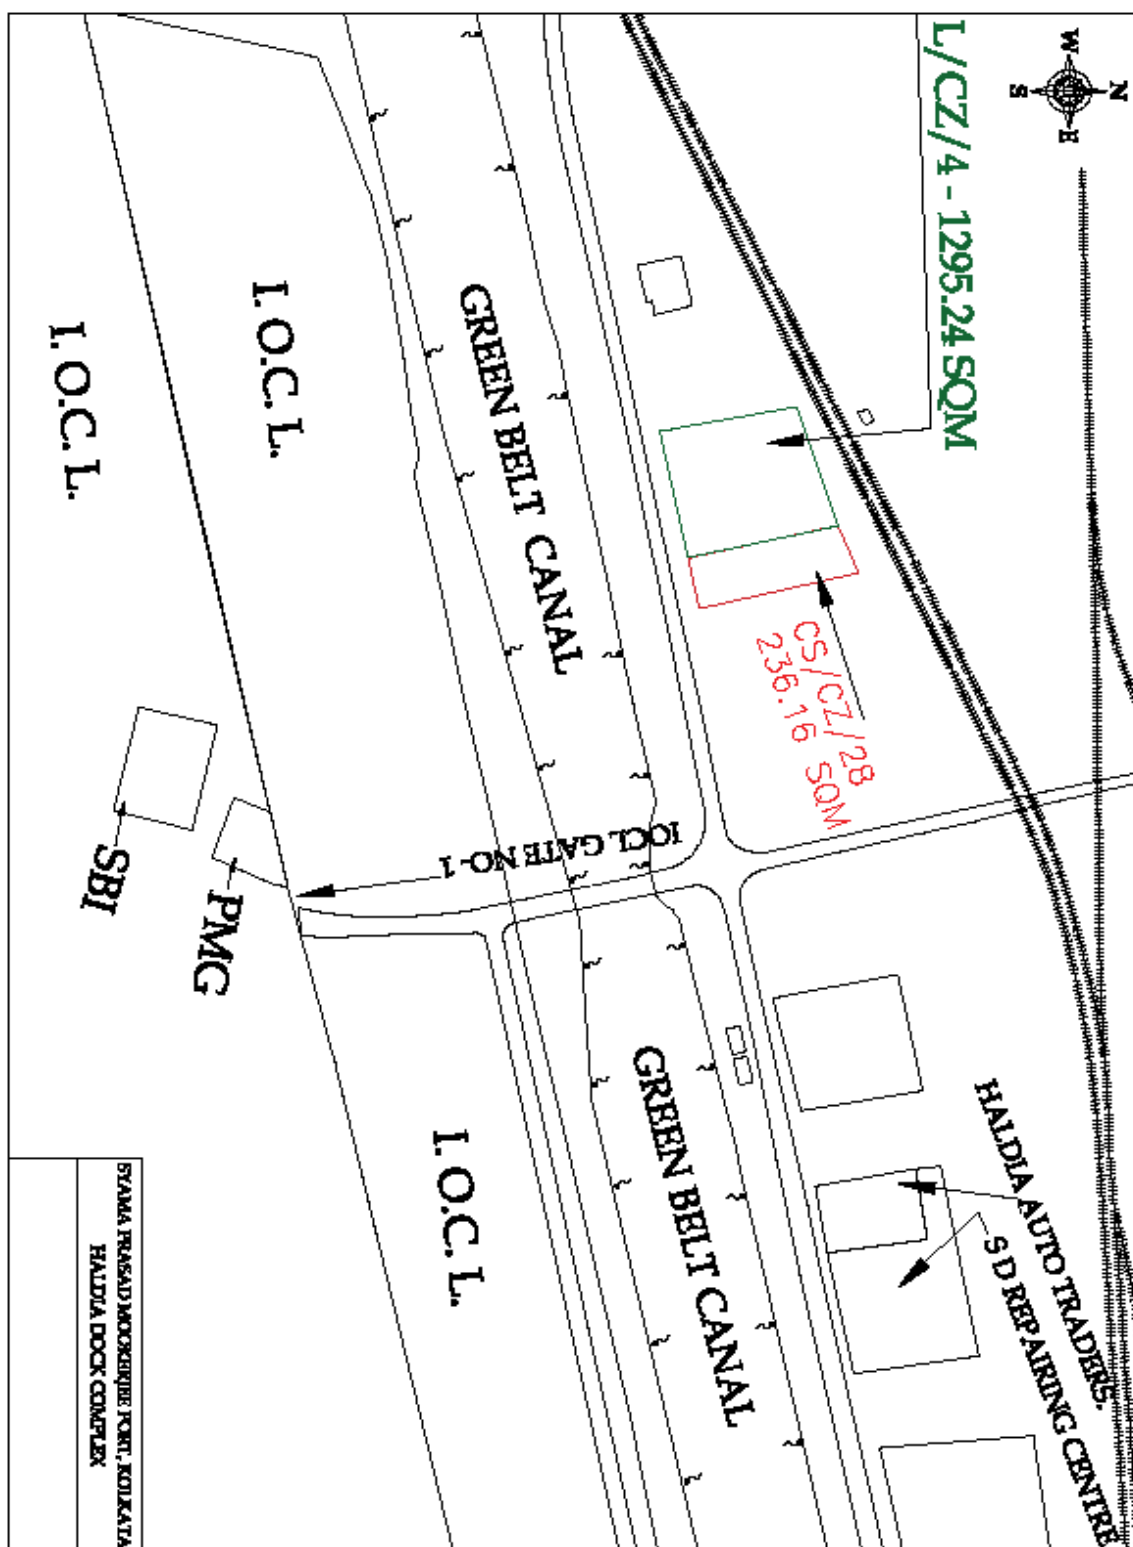 W
N
S
E
L/CZ/4 - 1295.24 SQM
CS/CZ/28
236.16 SQM
GREEN BELT CANAL
I. O.C. L.
I. O.C. L.
IOCL GATE NO-1
SBI
PMG
HALDIA AUTO TRADERS.
S D REPAIRING CENTRE
GREEN BELT CANAL
I. O.C. L.
SYAMA PRASAD MOOKERJEE PORT, KOLKATA
HALDIA DOCK COMPLEX